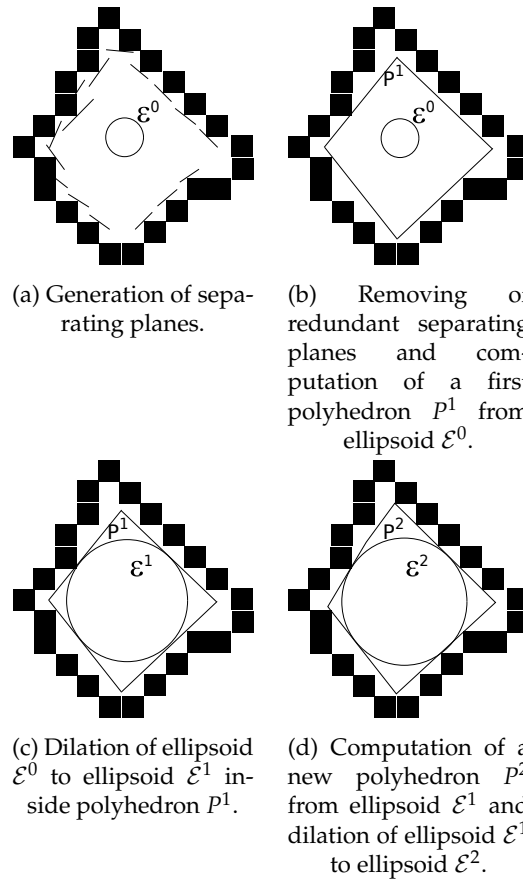 ε⁰
P¹
ε⁰
(a) Generation of sepa-
rating planes.
(b) Removing of
redundant separating
planes and com-
putation of a first
polyhedron P¹ from
ellipsoid ℰ⁰.
P¹
ε¹
P²
ε²
(c) Dilation of ellipsoid
ℰ⁰ to ellipsoid ℰ¹ in-
side polyhedron P¹.
(d) Computation of a
new polyhedron P²
from ellipsoid ℰ¹ and
dilation of ellipsoid ℰ¹
to ellipsoid ℰ².